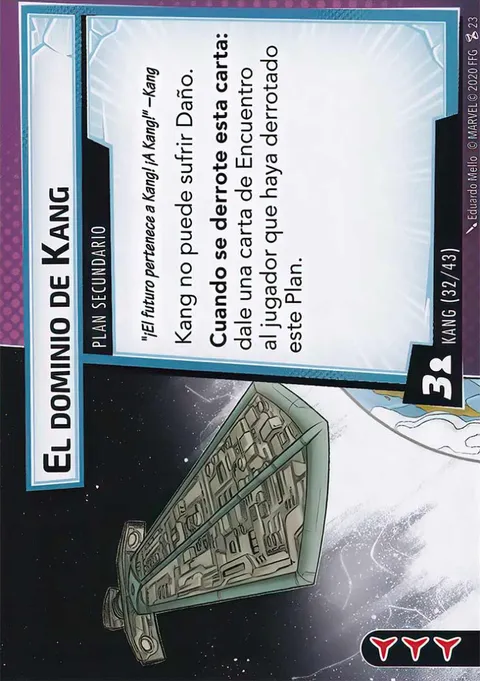 EL DOMINIO DE KANG
PLAN SECUNDARIO
"¡El futuro pertenece a Kang! ¡A Kang!" –Kang
Kang no puede sufrir Daño.
Cuando se derrote esta carta:
dale una carta de Encuentro
al jugador que haya derrotado
este Plan.
3
KANG (32/43)
Eduardo Mello © MARVEL © 2020 FFG 23